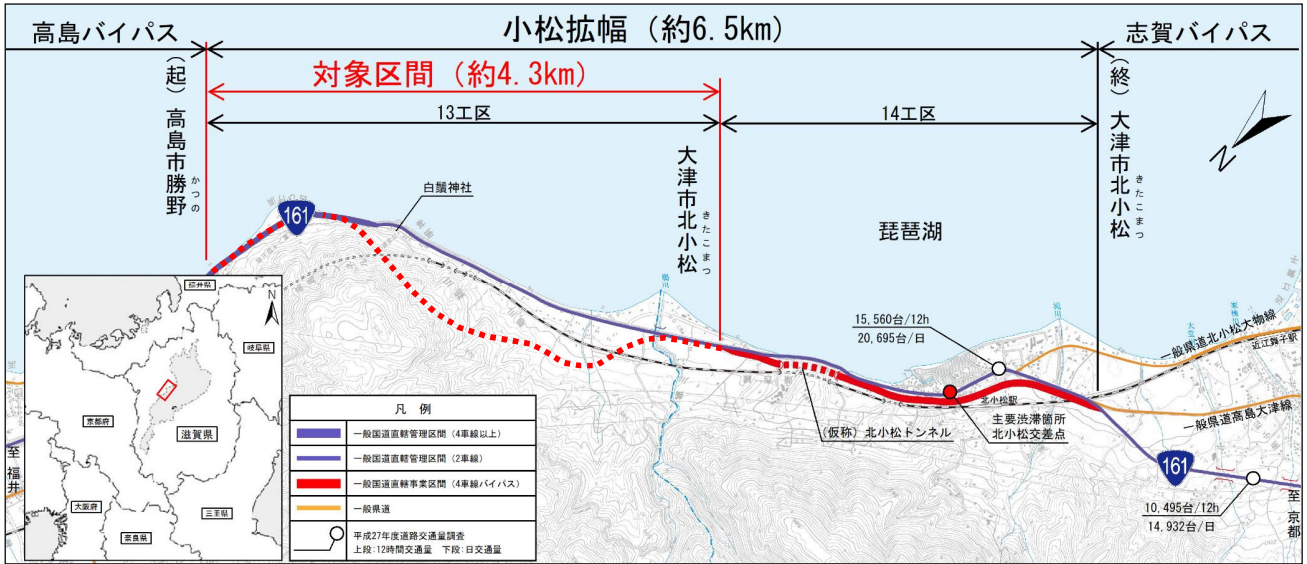 高島バイパス
小松拡幅（約6.5km）
志賀バイパス
対象区間（約4.3km）
13工区
14工区
（起）高島市勝野
かつの
大津市北小松
きたこまつ
（終）大津市北小松
きたこまつ
N
161
白鬚神社
琵琶湖
鵜川
15,560台/12h
20,695台/日
一般県道北小松大物線
近江舞子駅
北小松駅
（仮称）北小松トンネル
主要渋滞箇所
北小松交差点
一般県道高島大津線
161
10,495台/12h
14,932台/日
至福井
至京都
福井県
N
岐阜県
京都府
滋賀県
大阪府
三重県
奈良県
凡例
一般国道直轄管理区間（4車線以上）
一般国道直轄管理区間（2車線）
一般国道直轄事業区間（4車線バイパス）
一般県道
平成27年度道路交通量調査
上段:12時間交通量　下段:日交通量